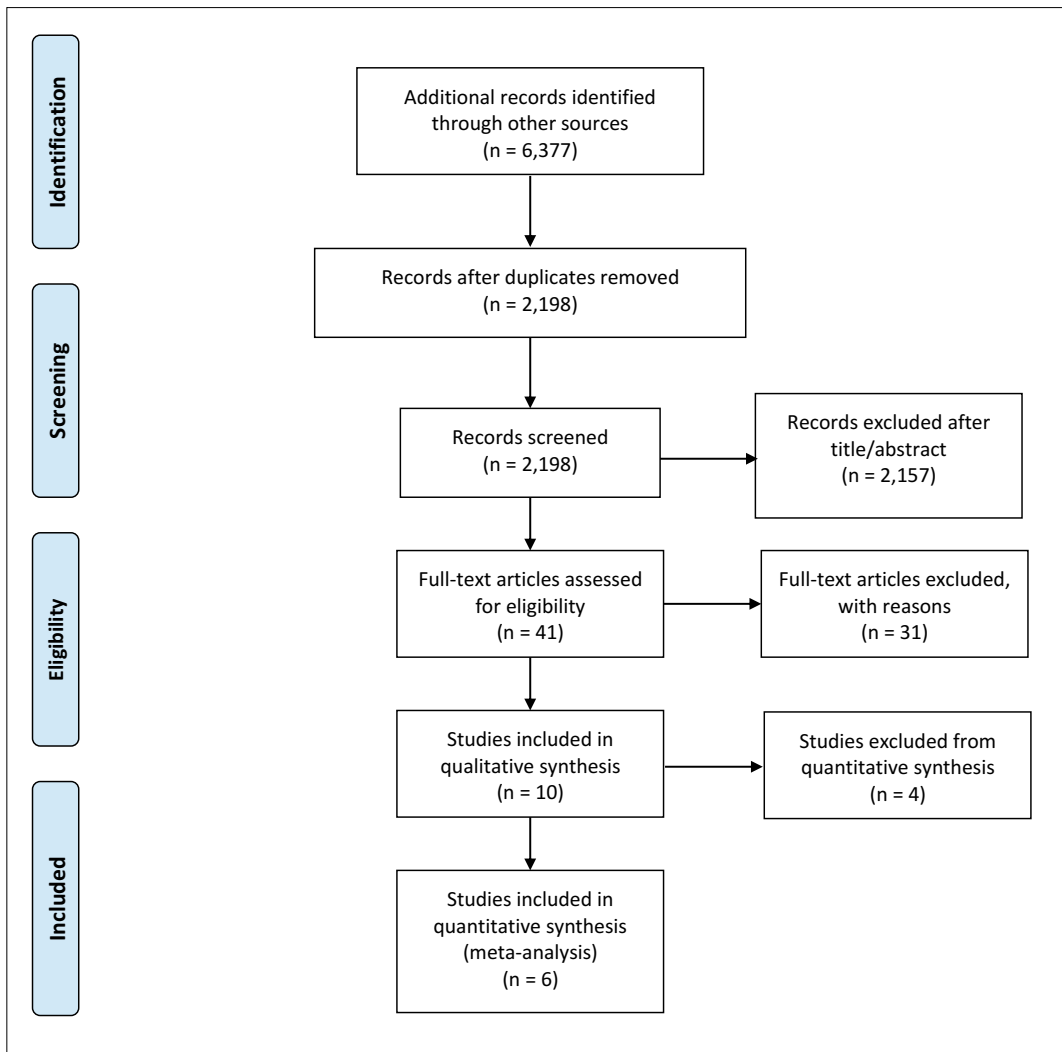 Identification
Additional records identified
through other sources
(n = 6,377)
Records after duplicates removed
(n = 2,198)
Screening
Records screened
(n = 2,198)
Records excluded after
title/abstract
(n = 2,157)
Eligibility
Full-text articles assessed
for eligibility
(n = 41)
Full-text articles excluded,
with reasons
(n = 31)
Studies included in
qualitative synthesis
(n = 10)
Studies excluded from
quantitative synthesis
(n = 4)
Included
Studies included in
quantitative synthesis
(meta-analysis)
(n = 6)